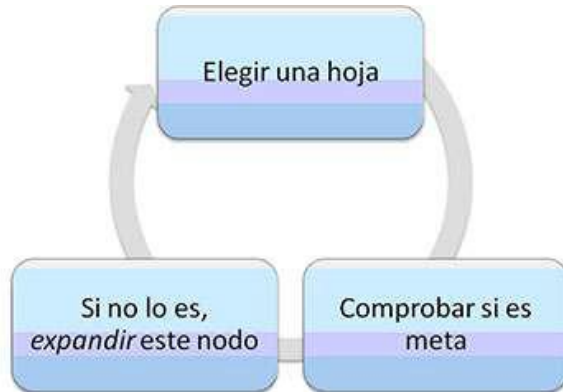 Elegir una hoja
Comprobar si es
meta
Si no lo es,
expandir este nodo